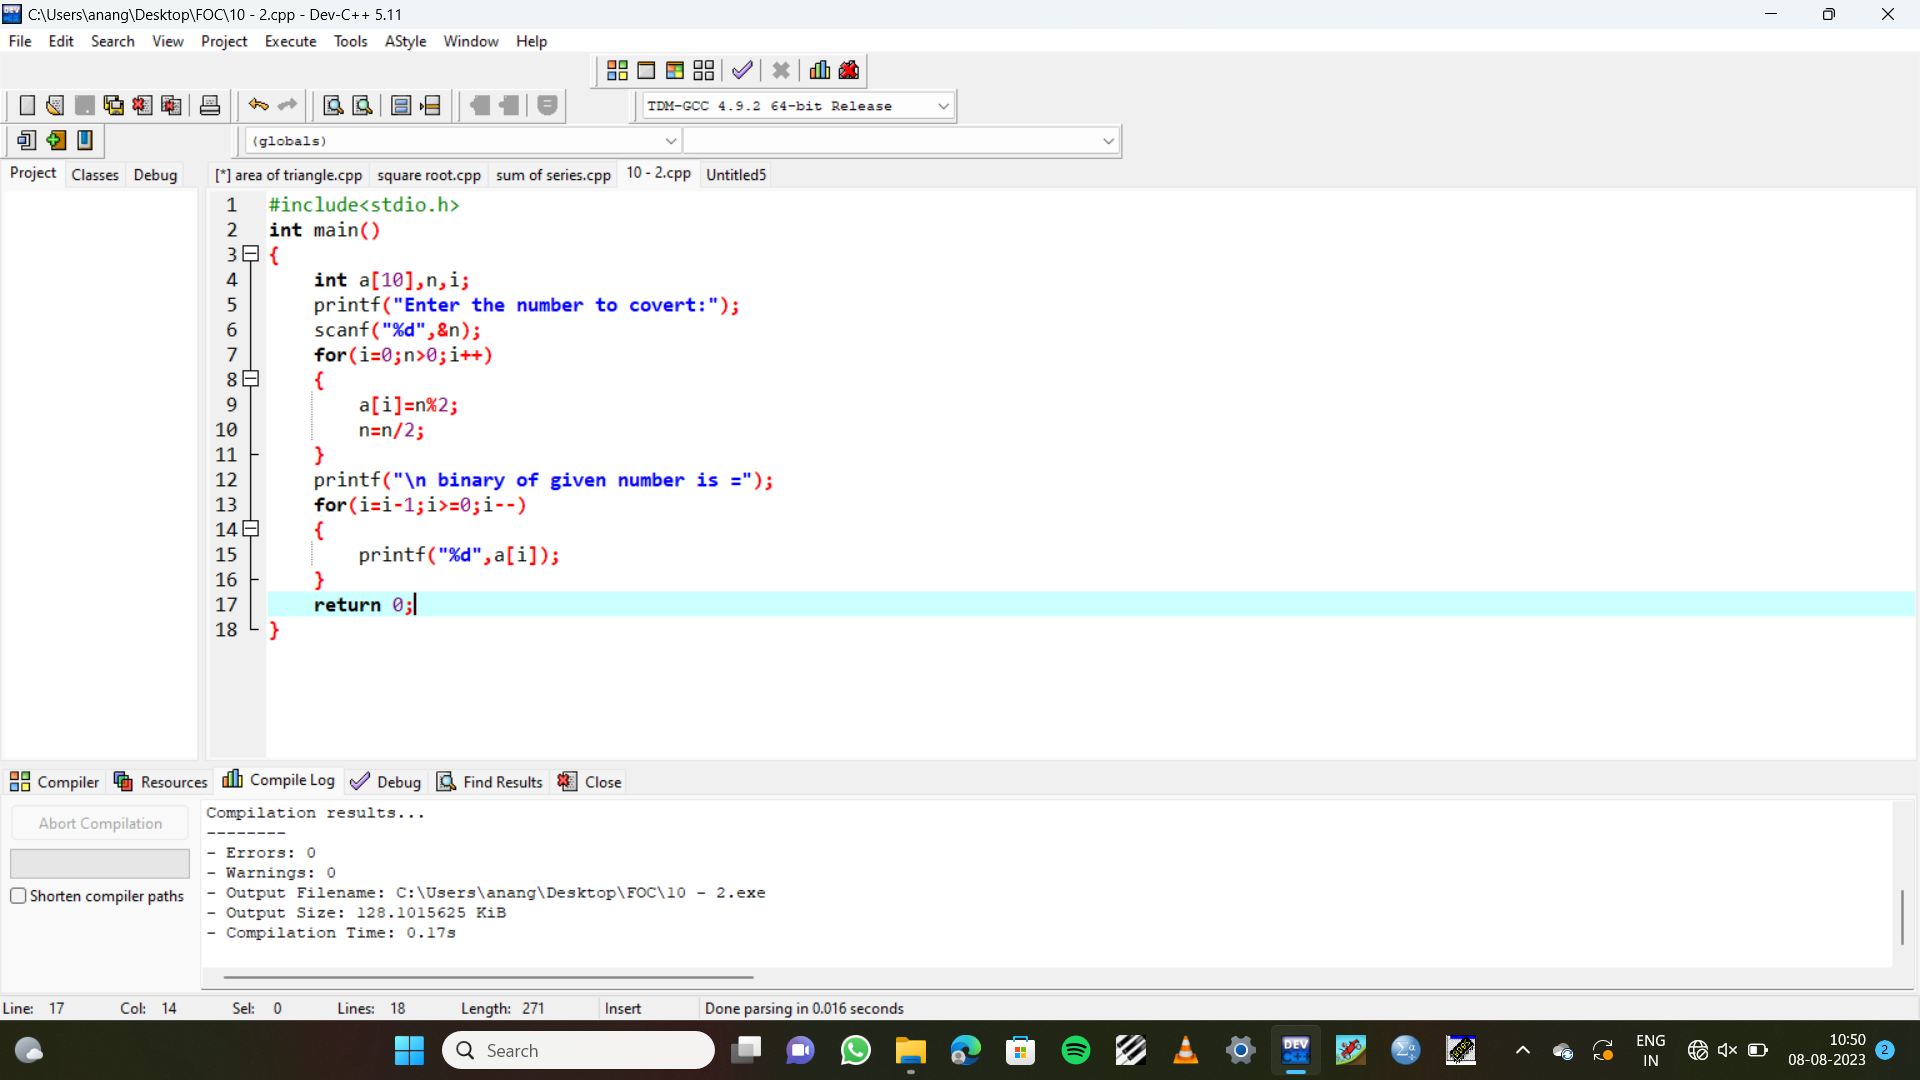 C:\Users\anang\Desktop\FOC\10 - 2.cpp - Dev-C++ 5.11
File Edit Search View Project Execute Tools AStyle Window Help
TDM-GCC 4.9.2 64-bit Release
(globals)
Project Classes Debug
[*] area of triangle.cpp square root.cpp sum of series.cpp 10 - 2.cpp Untitled5
1 #include<stdio.h>
2 int main()
3 {
4 int a[10],n,i;
5 printf("Enter the number to covert:");
6 scanf("%d",&n);
7 for(i=0;n>0;i++)
8 {
9 a[i]=n%2;
10 n=n/2;
11 }
12 printf("\n binary of given number is =");
13 for(i=i-1;i>=0;i--)
14 {
15 printf("%d",a[i]);
16 }
17 return 0;
18 }
Compiler Resources Compile Log Debug Find Results Close
Abort Compilation
Shorten compiler paths
Compilation results...
--------
- Errors: 0
- Warnings: 0
- Output Filename: C:\Users\anang\Desktop\FOC\10 - 2.exe
- Output Size: 128.1015625 KiB
- Compilation Time: 0.17s
Line: 17 Col: 14 Sel: 0 Lines: 18 Length: 271 Insert Done parsing in 0.016 seconds
Search
DEV C++
ENG
IN
10:50
08-08-2023
2